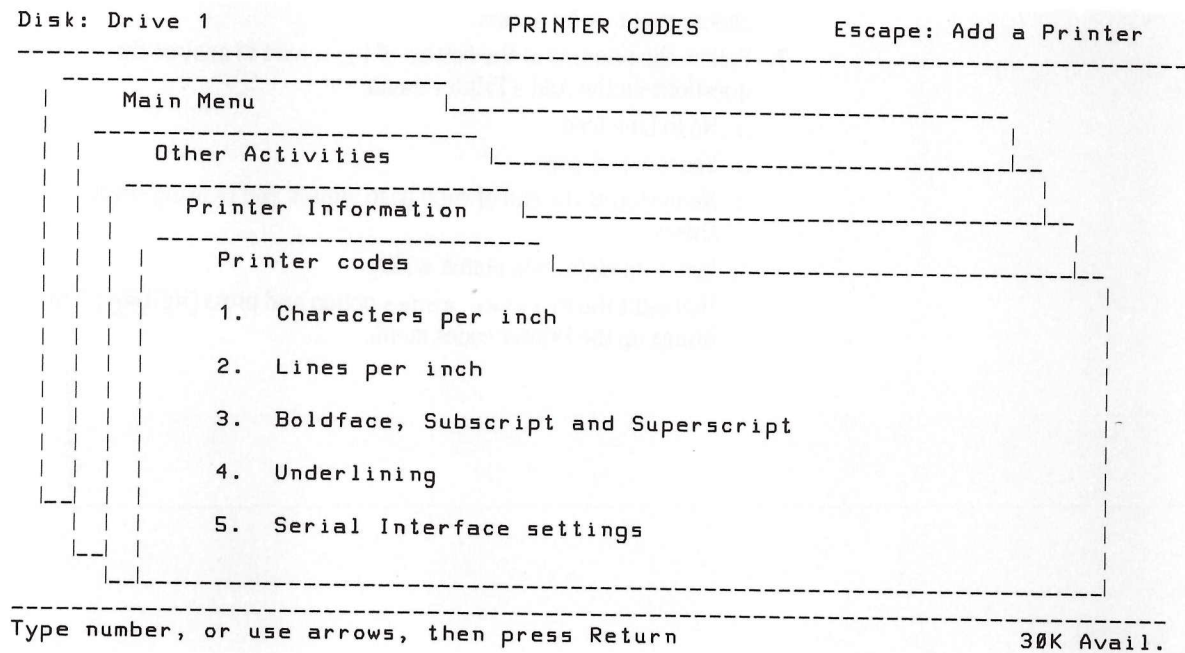 Disk: Drive 1 PRINTER CODES Escape: Add a Printer
Main Menu
Other Activities
Printer Information
Printer codes
1. Characters per inch
2. Lines per inch
3. Boldface, Subscript and Superscript
4. Underlining
5. Serial Interface settings
Type number, or use arrows, then press Return 30K Avail.